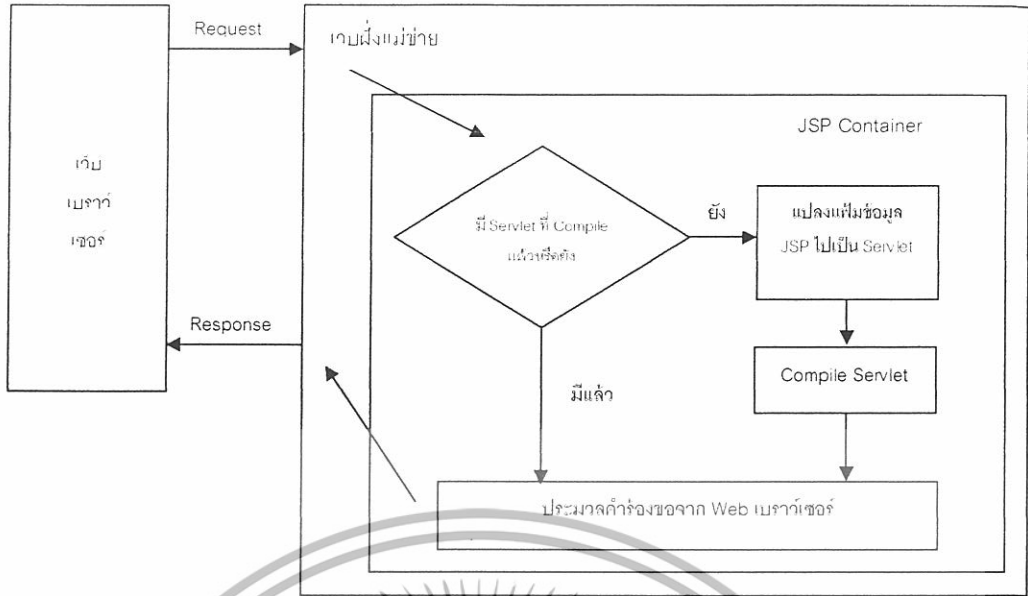 Request
เวบฝั่งแม่ข่าย
JSP Container
เว็บ
เบราว์
เซอร์
มี Servlet ที่ Compile
แล้วหรือยัง
ยัง
แปลงแฟ้มข้อมูล
JSP ไปเป็น Servlet
Response
Compile Servlet
มีแล้ว
ประมวลคำร้องขอจาก Web เบราว์เซอร์